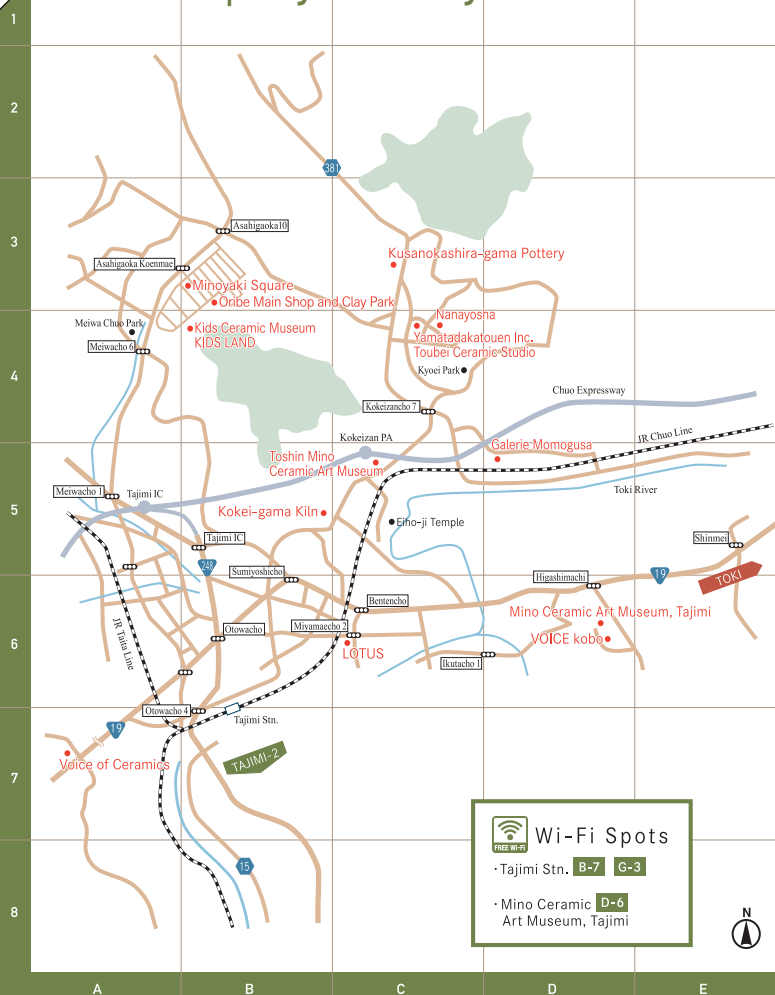 1
2
3
4
5
6
7
8
381
Asahigaoka10
Asahigaoka Koenmae
Kusanokashira-gama Pottery
Minoyaki Square
Oribe Main Shop and Clay Park
Meiwa Chuo Park
Kids Ceramic Museum
KIDS LAND
Nanayosha
Yamatadakatouen Inc.
Toubei Ceramic Studio
Meiwacho 6
Kyoei Park
Chuo Expressway
Kokeizancho 7
Kokeizan PA
JR Chuo Line
Galerie Momogusa
Toshin Mino
Ceramic Art Museum
Meiwacho 1
Tajimi IC
Toki River
Kokei-gama Kiln
Eiho-ji Temple
Tajimi IC
Shinmei
248
Sumiyoshicho
Higashimachi
19
TOKI
Bentencho
Mino Ceramic Art Museum, Tajimi
JR Taita Line
Otowacho
Miyamaecho 2
VOICE kobo
LOTUS
Ikutacho 1
Otowacho 4
Tajimi Stn.
19
Voice of Ceramics
TAJIMI-2
FREE Wi-Fi
Wi-Fi Spots
・Tajimi Stn. B-7 G-3
・Mino Ceramic D-6
Art Museum, Tajimi
15
N
A
B
C
D
E